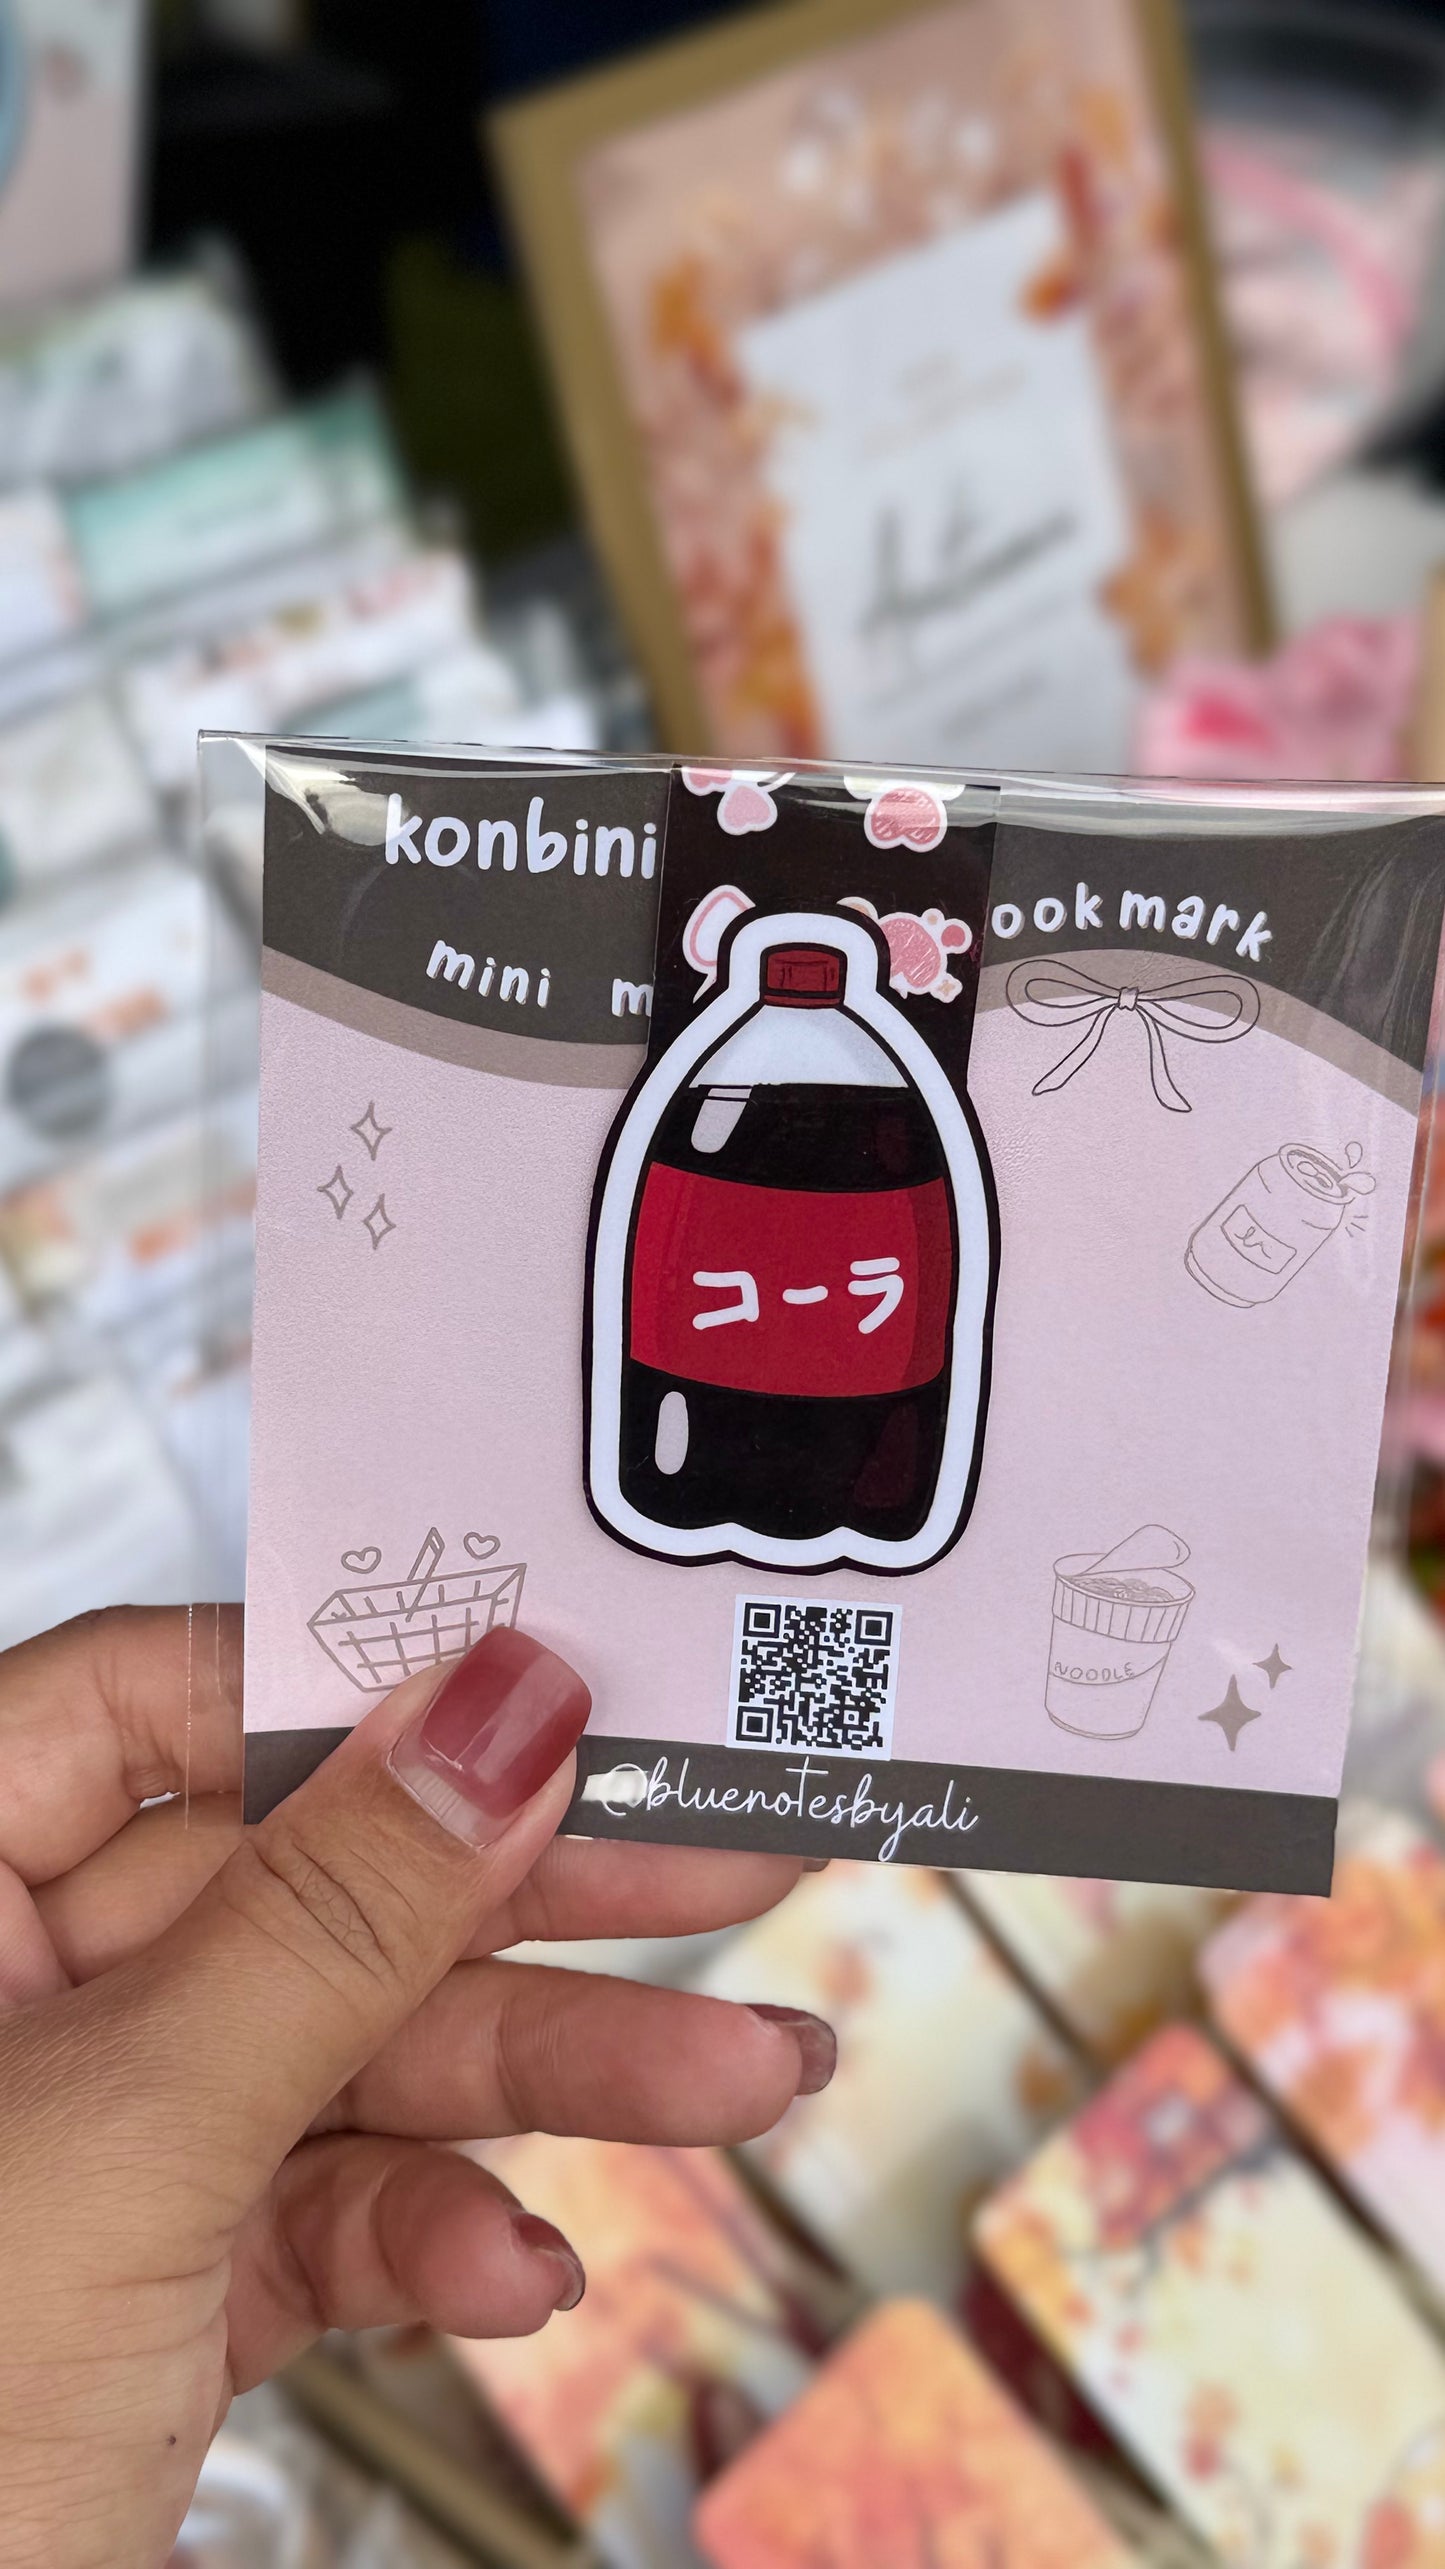 konbini
mini m ookmark
コーラ
NOODLE
@bluenotesbyali